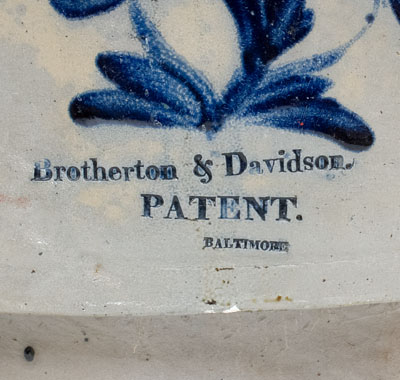 Brotherton & Davidson.
PATENT.
BALTIMORE